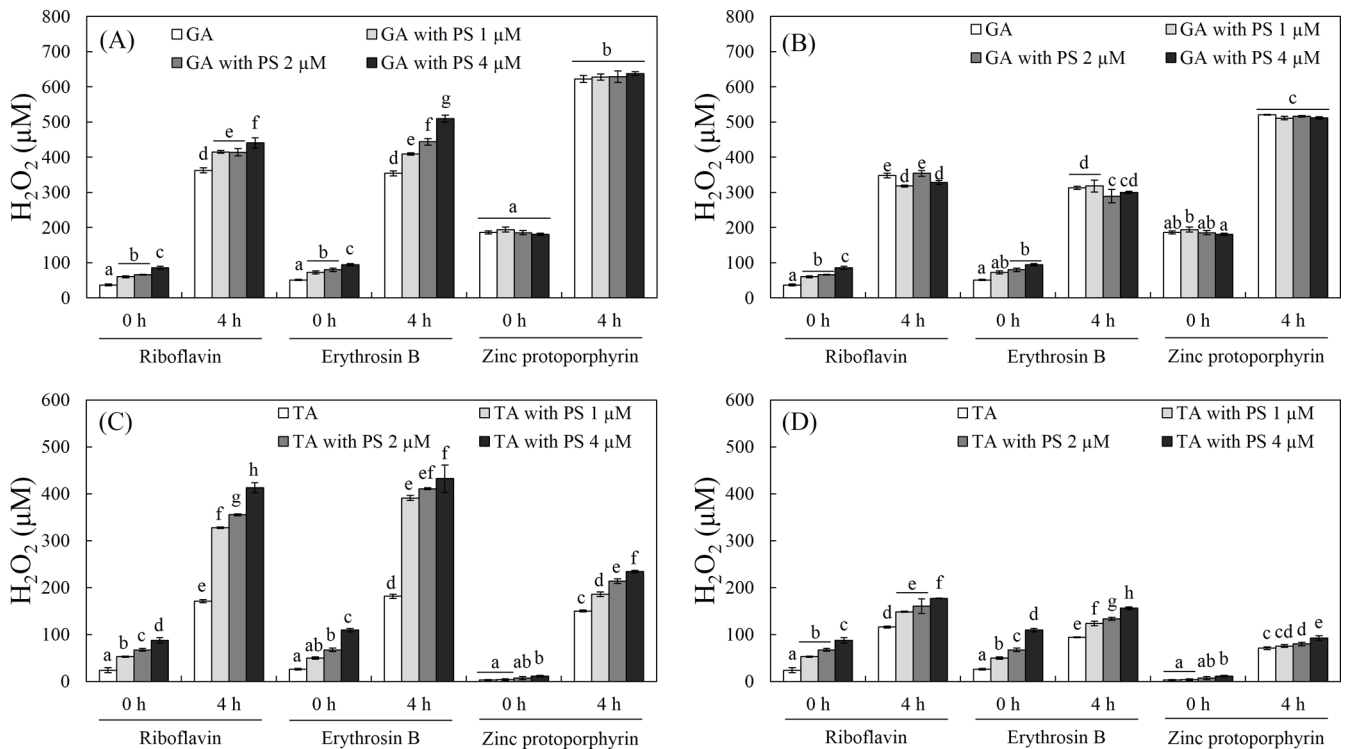 (A)
GA
GA with PS 1 µM
GA with PS 2 µM
GA with PS 4 µM
H₂O₂ (µM)
800
700
600
500
400
300
200
100
0
a b c
d e f
a b c
d e f g
a
b
0 h 4 h 0 h 4 h 0 h 4 h
Riboflavin Erythrosin B Zinc protoporphyrin
(B)
GA
GA with PS 1 µM
GA with PS 2 µM
GA with PS 4 µM
H₂O₂ (µM)
800
700
600
500
400
300
200
100
0
a b c
e d e d
a ab b
d c cd
ab b ab a
c
0 h 4 h 0 h 4 h 0 h 4 h
Riboflavin Erythrosin B Zinc protoporphyrin
(C)
TA
TA with PS 1 µM
TA with PS 2 µM
TA with PS 4 µM
H₂O₂ (µM)
600
500
400
300
200
100
0
a b c d
e f g h
a ab b c
d e ef f
a ab b
c d e f
0 h 4 h 0 h 4 h 0 h 4 h
Riboflavin Erythrosin B Zinc protoporphyrin
(D)
TA
TA with PS 1 µM
TA with PS 2 µM
TA with PS 4 µM
H₂O₂ (µM)
600
500
400
300
200
100
0
a b c
d e f
a b c d
e f g h
a ab b
c cd d e
0 h 4 h 0 h 4 h 0 h 4 h
Riboflavin Erythrosin B Zinc protoporphyrin